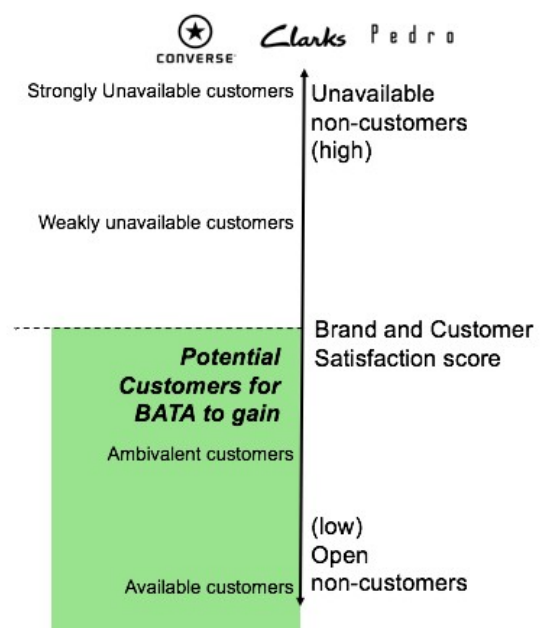 CONVERSE
Clarks
Pedro
Strongly Unavailable customers
Unavailable
non-customers
(high)
Weakly unavailable customers
Brand and Customer
Satisfaction score
Potential
Customers for
BATA to gain
Ambivalent customers
(low)
Open
non-customers
Available customers